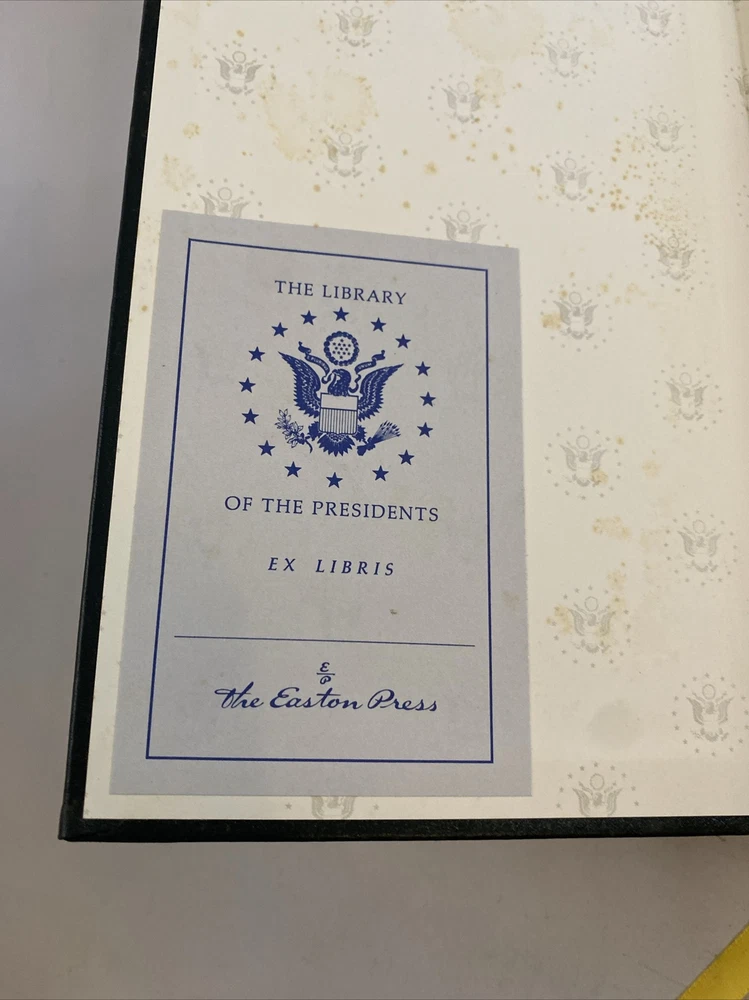 THE LIBRARY
OF THE PRESIDENTS
EX LIBRIS
E
P
The Easton Press